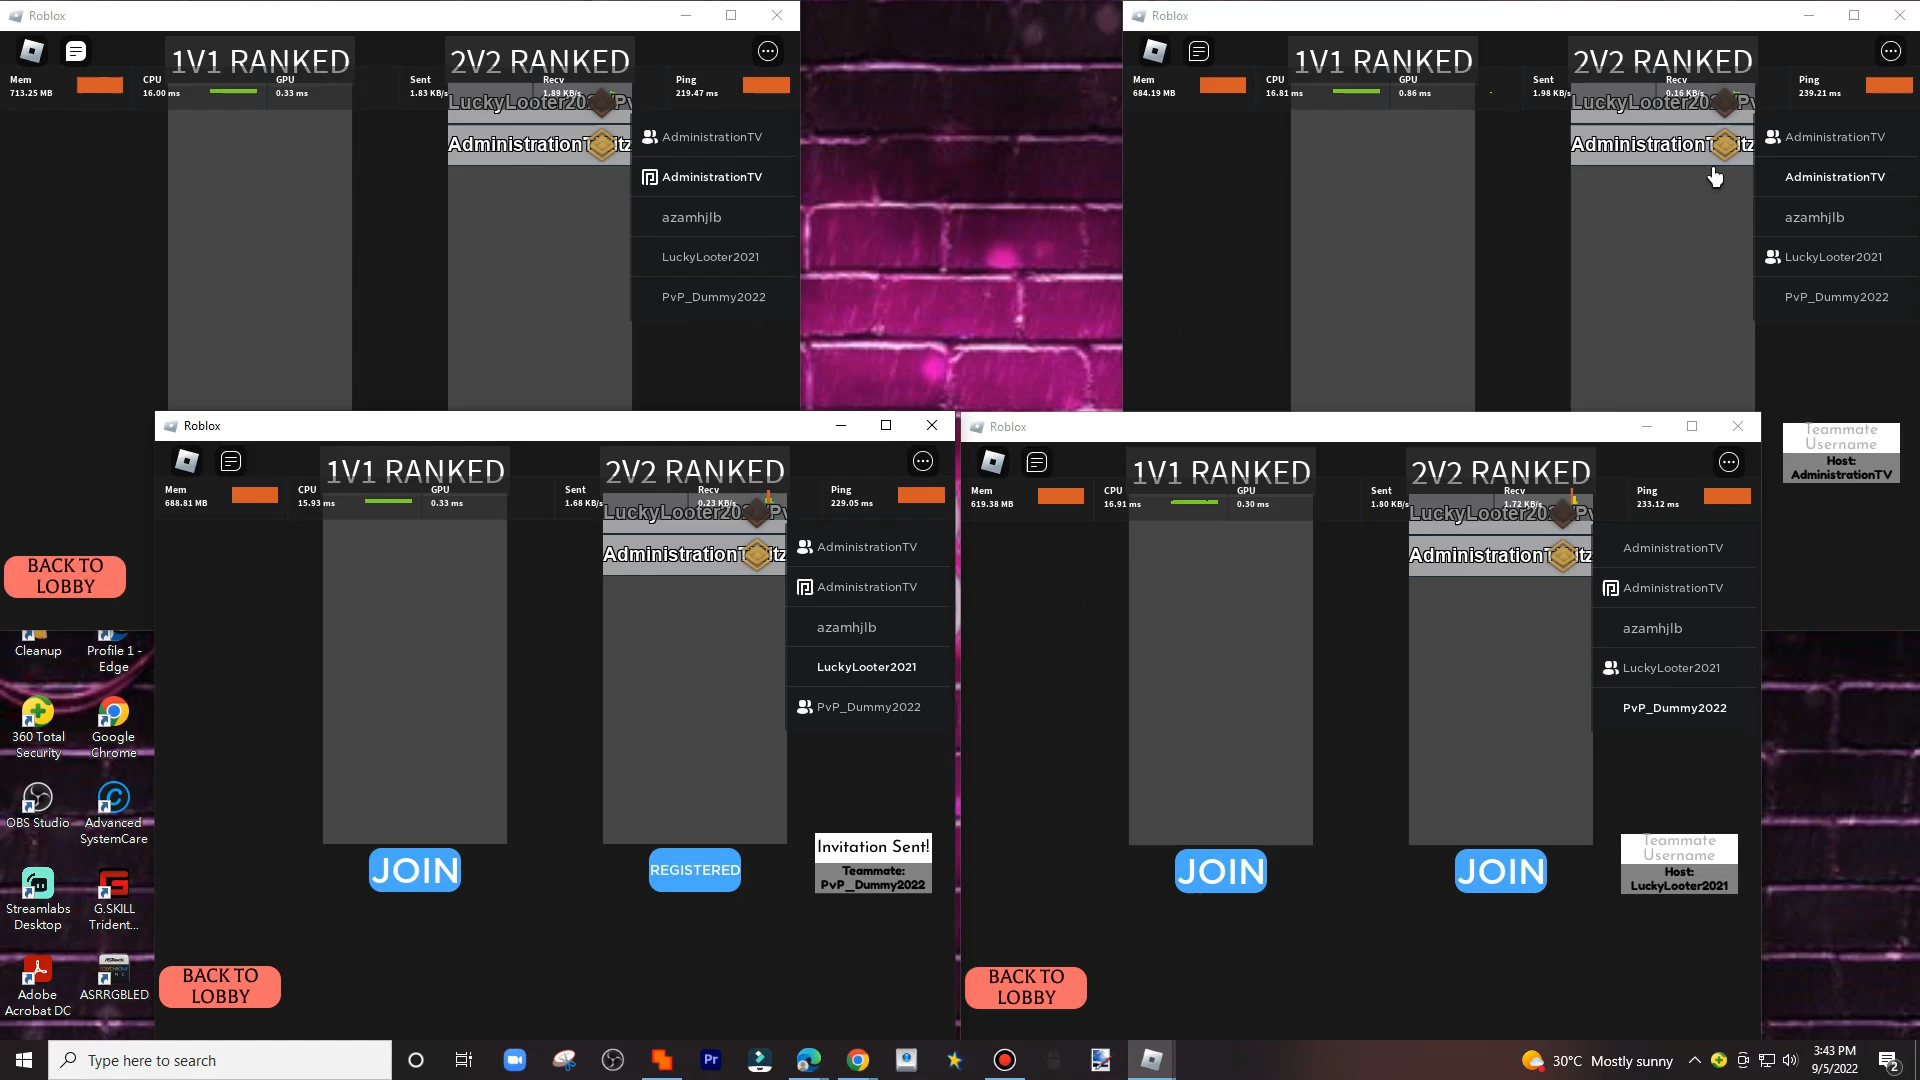 Roblox
1V1 RANKED
2V2 RANKED
Mem
713.25 MB
CPU
16.00 ms
GPU
0.33 ms
Sent
1.83 KB/s
Recv
1.89 KB/s
Ping
219.47 ms
AdministrationTV
AdministrationTV
azamhjlb
LuckyLooter2021
PvP_Dummy2022
BACK TO
LOBBY
Roblox
1V1 RANKED
2V2 RANKED
Mem
684.19 MB
CPU
16.81 ms
GPU
0.86 ms
Sent
1.98 KB/s
Recv
0.16 KB/s
Ping
239.21 ms
AdministrationTV
AdministrationTV
azamhjlb
LuckyLooter2021
PvP_Dummy2022
Teammate
Username
Host:
AdministrationTV
Roblox
1V1 RANKED
2V2 RANKED
Mem
688.81 MB
CPU
15.93 ms
GPU
0.33 ms
Sent
1.68 KB/s
Recv
0.23 KB/s
Ping
229.05 ms
AdministrationTV
AdministrationTV
azamhjlb
LuckyLooter2021
PvP_Dummy2022
JOIN
REGISTERED
Invitation Sent!
Teammate:
PvP_Dummy2022
BACK TO
LOBBY
Roblox
1V1 RANKED
2V2 RANKED
Mem
619.38 MB
CPU
16.91 ms
GPU
0.30 ms
Sent
1.80 KB/s
Recv
1.72 KB/s
Ping
233.12 ms
AdministrationTV
AdministrationTV
azamhjlb
LuckyLooter2021
PvP_Dummy2022
JOIN
JOIN
Teammate
Username
Host:
LuckyLooter2021
BACK TO
LOBBY
Cleanup
Profile 1 -
Edge
360 Total
Security
Google
Chrome
OBS Studio
Advanced
SystemCare
Streamlabs
Desktop
G.SKILL
Trident...
Adobe
Acrobat DC
ASRRGBLED
Type here to search
Pr
30°C Mostly sunny
3:43 PM
9/5/2022
2